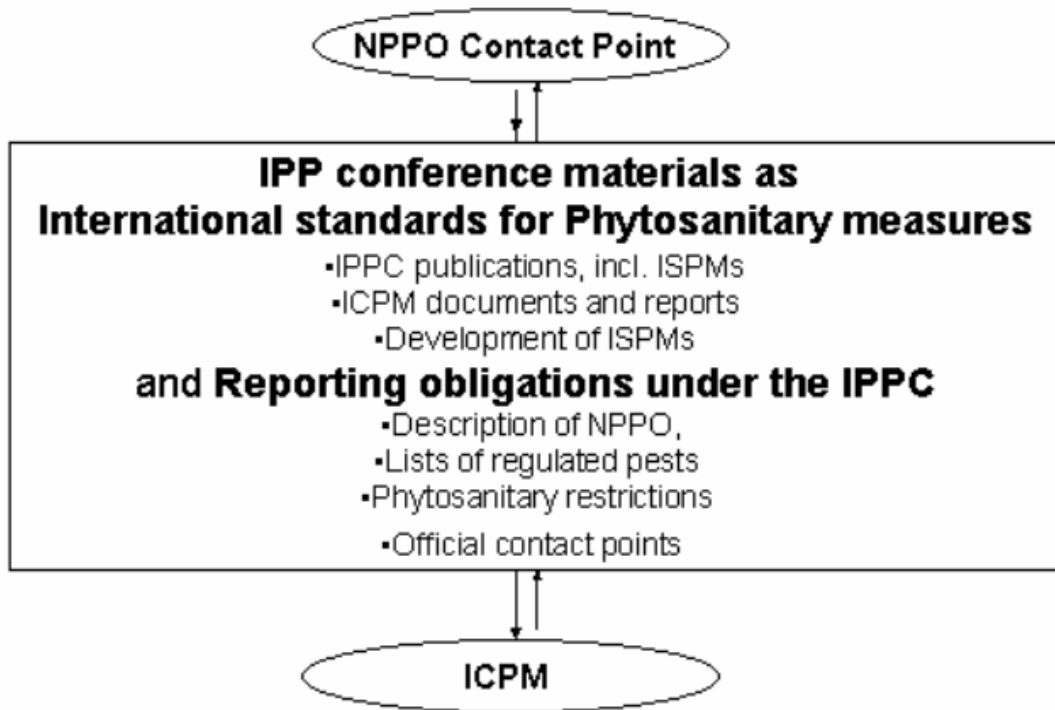 NPPO Contact Point
IPP conference materials as
International standards for Phytosanitary measures
▪IPPC publications, incl. ISPMs
▪ICPM documents and reports
▪Development of ISPMs
and Reporting obligations under the IPPC
▪Description of NPPO,
▪Lists of regulated pests
▪Phytosanitary restrictions
▪Official contact points
ICPM